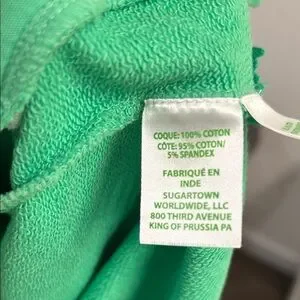 COQUE: 100% COTON
CÔTE: 95% COTON/
5% SPANDEX
FABRIQUÉ EN
INDE
SUGARTOWN
WORLDWIDE, LLC
800 THIRD AVENUE
KING OF PRUSSIA PA